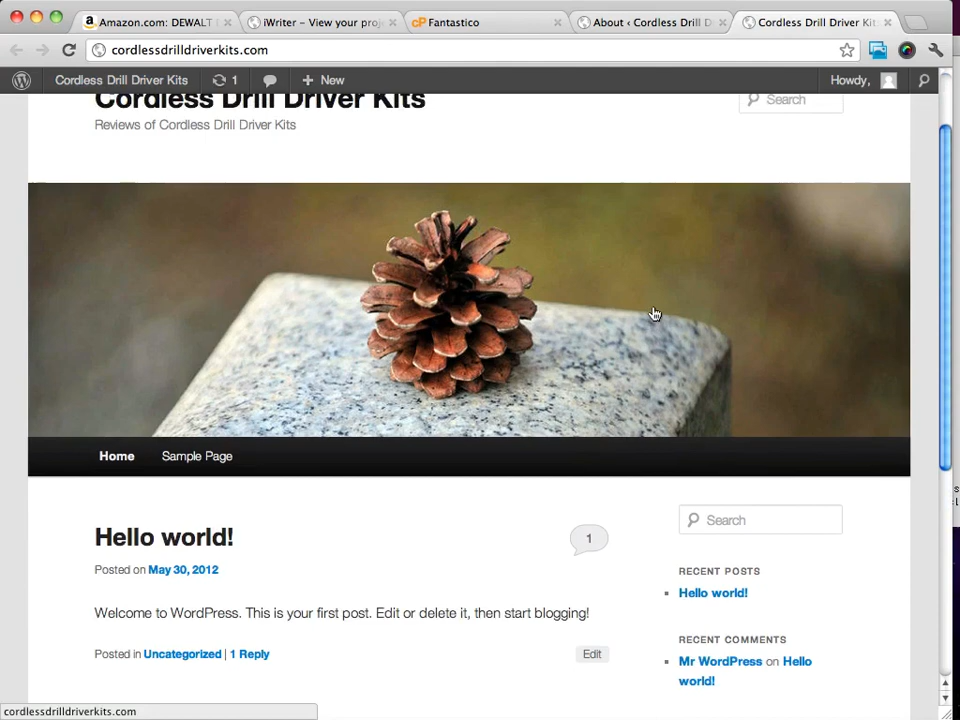 Amazon.com: DEWALT
iWriter – View your proj
cP Fantastico
About ‹ Cordless Drill D
Cordless Drill Driver Kit
cordlessdrilldriverkits.com
Cordless Drill Driver Kits
1
+ New
Howdy,
Cordless Drill Driver Kits
Search
Reviews of Cordless Drill Driver Kits
Home
Sample Page
Search
Hello world!
1
Posted on May 30, 2012
RECENT POSTS
Hello world!
Welcome to WordPress. This is your first post. Edit or delete it, then start blogging!
RECENT COMMENTS
Posted in Uncategorized | 1 Reply
Edit
Mr WordPress on Hello
world!
cordlessdrilldriverkits.com